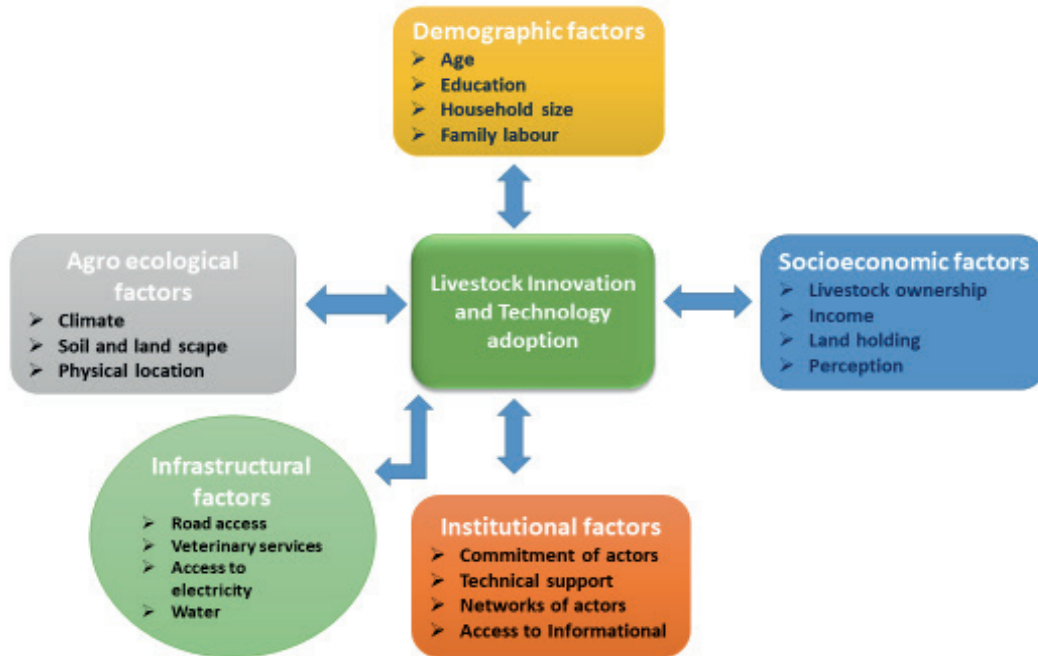 Demographic factors
➤ Age
➤ Education
➤ Household size
➤ Family labour
Agro ecological
factors
➤ Climate
➤ Soil and land scape
➤ Physical location
Livestock Innovation
and Technology
adoption
Socioeconomic factors
➤ Livestock ownership
➤ Income
➤ Land holding
➤ Perception
Infrastructural
factors
➤ Road access
➤ Veterinary services
➤ Access to
electricity
➤ Water
Institutional factors
➤ Commitment of actors
➤ Technical support
➤ Networks of actors
➤ Access to Informational